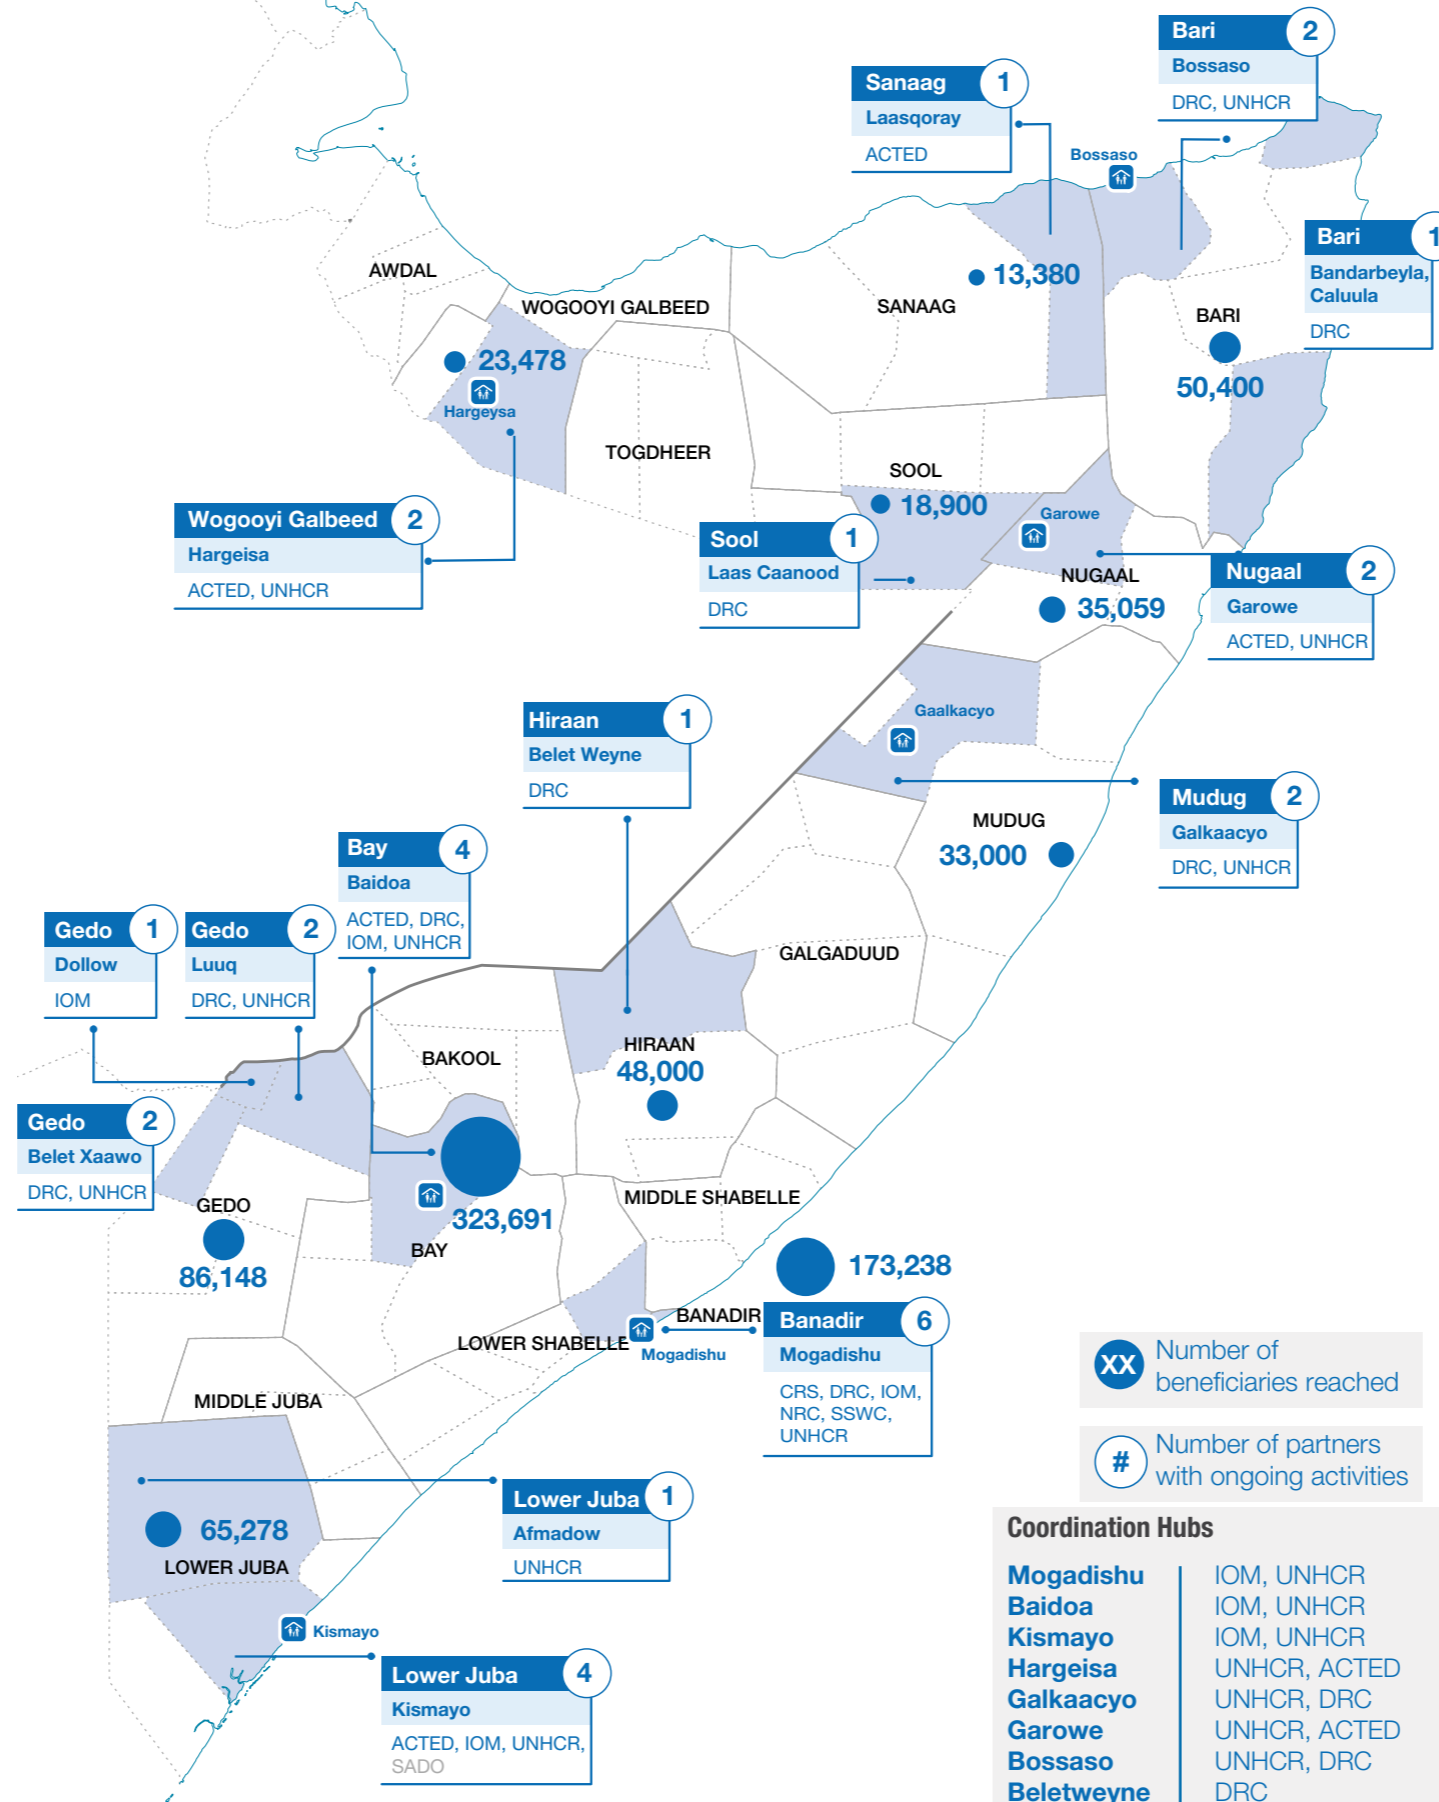 Bari 2
Bossaso
DRC, UNHCR
Sanaag 1
Laasqoray
ACTED
Bossaso
Bari 1
Bandarbeyla,
Caluula
DRC
AWDAL
WOGOOYI GALBEED
SANAAG
13,380
BARI
50,400
23,478
Hargeysa
TOGDHEER
SOOL
18,900
Garowe
Wogooyi Galbeed 2
Hargeisa
ACTED, UNHCR
Sool 1
Laas Caanood
DRC
NUGAAL
35,059
Nugaal 2
Garowe
ACTED, UNHCR
Gaalkacyo
Hiraan 1
Belet Weyne
DRC
Mudug 2
Galkaacyo
DRC, UNHCR
MUDUG
33,000
Bay 4
Baidoa
ACTED, DRC,
IOM, UNHCR
Gedo 1
Dollow
IOM
Gedo 2
Luuq
DRC, UNHCR
GALGADUUD
BAKOOL
HIRAAN
48,000
Gedo 2
Belet Xaawo
DRC, UNHCR
GEDO
86,148
323,691
BAY
MIDDLE SHABELLE
173,238
BANADIR
LOWER SHABELLE
Mogadishu
Banadir 6
Mogadishu
CRS, DRC, IOM,
NRC, SSWC,
UNHCR
MIDDLE JUBA
Lower Juba 1
Afmadow
UNHCR
65,278
LOWER JUBA
Kismayo
Lower Juba 4
Kismayo
ACTED, IOM, UNHCR,
SADO
XX Number of
beneficiaries reached
# Number of partners
with ongoing activities
Coordination Hubs
Mogadishu IOM, UNHCR
Baidoa IOM, UNHCR
Kismayo IOM, UNHCR
Hargeisa UNHCR, ACTED
Galkaacyo UNHCR, DRC
Garowe UNHCR, ACTED
Bossaso UNHCR, DRC
Beletweyne DRC